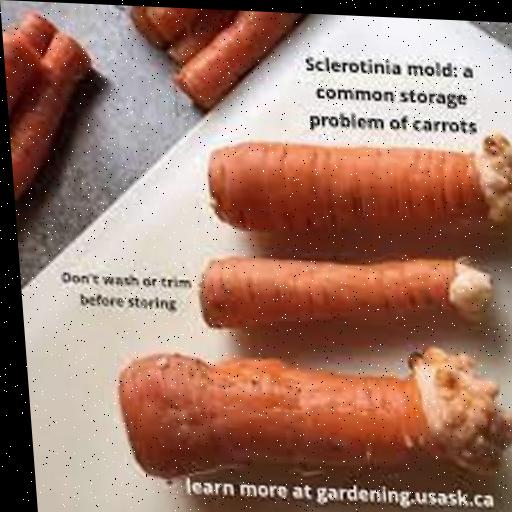 Sclerotinia mold: a
common storage
problem of carrots
Don't wash or trim
before storing
learn more at gardening.usask.ca